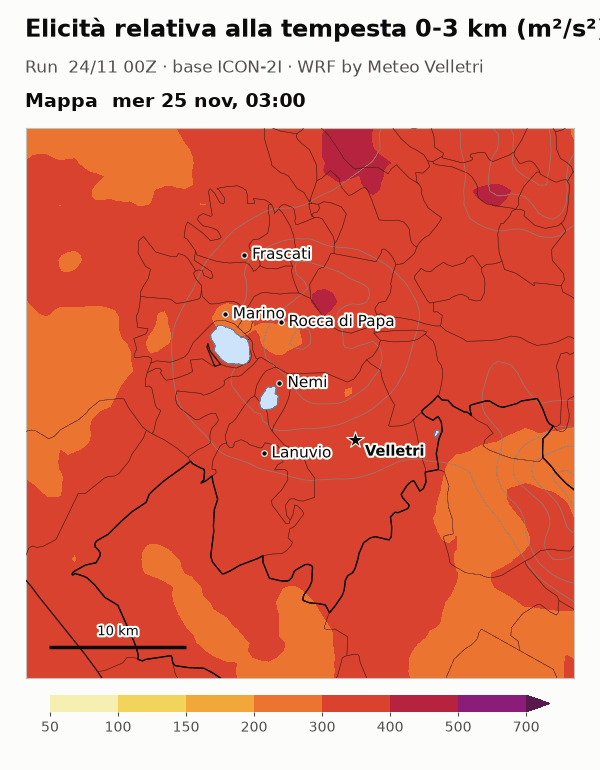 Elicità relativa alla tempesta 0-3 km (m²/s²)
Run 24/11 00Z · base ICON-2I · WRF by Meteo Velletri
Mappa mer 25 nov, 03:00
Frascati
Marino
Rocca di Papa
Nemi
Velletri
Lanuvio
10 km
50 100 150 200 300 400 500 700